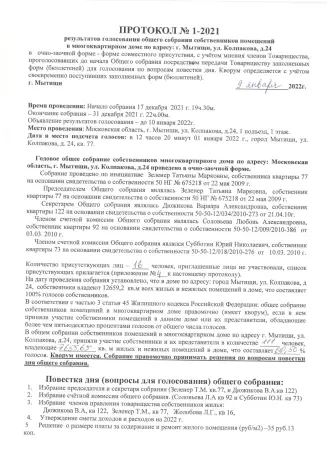 ПРОТОКОЛ № 1-2021
результатов голосования общего собрания собственников помещений
в многоквартирном доме по адресу: г. Мытищи, ул. Колпакова, д.24
в очно-заочной форме - форме совместного присутствия, с учётом мнения членов Товарищества,
проголосовавших до начала Общего собрания посредством передачи Товариществу заполненных
форм (бюллетеней) для голосования по вопросам повестки дня. Кворум определяется с учётом
своевременно поступивших заполненных форм (бюллетеней).
г. Мытищи
9 января 2022г.
Время проведения: Начало собрания 17 декабря 2021 г. 19ч.30м.
Окончание собрания – 31 декабря 2021 г. 22ч.00м.
Объявление результатов голосования – до 10 января 2022г.
Место проведения: Московская область, г. Мытищи, ул. Колпакова, д.24, 1 подъезд, 1 этаж.
Дата и место подсчета голосов: в 12 часов 20 минут 01 января 2022 г., город Мытищи, ул.
Колпакова, д. 24, кв. 77.
Годовое общее собрание собственников многоквартирного дома по адресу: Московская
область, г. Мытищи, ул. Колпакова, д.24 проведено в очно-заочной форме.
Собрание проведено по инициативе Зеленер Татьяны Марковны, собственника квартиры 77
на основании свидетельства о собственности 50 НГ № 675218 от 22 мая 2009 г.
Председателем Общего собрания являлась Зеленер Татьяна Марковна, собственник
квартиры 77 на основании свидетельства о собственности 50 НГ № 675218 от 22 мая 2009 г.
Секретарем Общего собрания являлась Дюжикова Варвара Александровна, собственник
квартиры 122 на основании свидетельства о собственности 50-50-12/034/2010-273 от 21.04.10г.
Членом счетной комиссии Общего собрания являлась Соловьева Любовь Александровна,
собственник квартиры 92 на основании свидетельства о собственности 50-50-12/009/2010-386 от
03.03. 2010 г.
Членом счетной комиссии Общего собрания являлся Субботин Юрий Николаевич, собственник
квартиры 73 на основании свидетельства о собственности 50-50-12/018/2010-276 от 10.03. 2010 г.
Количество присутствующих лиц – 16 человек, приглашенные лица не участвовали, список
присутствующих прилагается (приложение №4 к настоящему протоколу).
На дату проведения собрания установлено, что в доме по адресу: город Мытищи, ул. Колпакова, д.
24, собственники владеют кв.м всех жилых и нежилых помещений в доме, что составляет
100% голосов собственников.
В соответствии с частью 3 статьи 45 Жилищного кодекса Российской Федерации: общее собрание
собственников помещений в многоквартирном доме правомочно (имеет кворум), если в нем
приняли участие собственники помещений в данном доме или их представители, обладающие
более чем пятьюдесятью процентами голосов от общего числа голосов.
В общем собрании собственников помещений в многоквартирном доме по адресу г. Мытищи, ул.
Колпакова, д.24, приняли участие собственники и их представители в количестве 111 человек,
владеющие кв. м жилых и нежилых помещений в доме, что составляет %
голосов. Кворум имеется. Собрание правомочно принимать решения по вопросам повестки
дня общего собрания.
Повестка дня (вопросы для голосования) общего собрания:
1. Избрание председателя и секретаря собрания (Зеленер Т.М. кв.77, и Дюжикова В.А кв 122)
2. Избрание счётной комиссии общего собрания. (Соловьева Л.А кв 92 и Субботин Ю.Н. кв 73)
3. Избрание членов правления товарищества собственников жилья:
Дюжикова В.А, кв 122, Зеленер Т.М., кв 77, Желобова Л.Г., кв 16,
4. Утверждение сметы доходов и расходов на 2022 г.
5. Решение о размере платы за содержание и ремонт жилого помещения (руб/м2) –35 руб.13
коп.